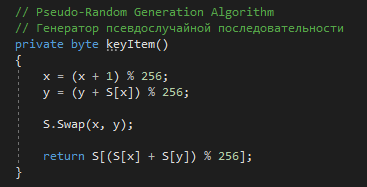 // Pseudo-Random Generation Algorithm
// Генератор псевдослучайной последовательности
private byte keyItem()
{
x = (x + 1) % 256;
y = (y + S[x]) % 256;
S.Swap(x, y);
return S[(S[x] + S[y]) % 256];
}